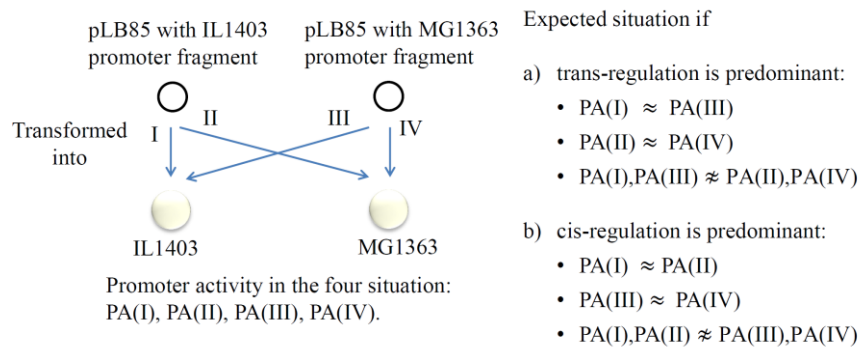 pLB85 with IL1403
promoter fragment
pLB85 with MG1363
promoter fragment
Transformed
into
I
II
III
IV
IL1403
MG1363
Promoter activity in the four situation:
PA(I), PA(II), PA(III), PA(IV).
Expected situation if
a) trans-regulation is predominant:
• PA(I) ≈ PA(III)
• PA(II) ≈ PA(IV)
• PA(I),PA(III) ≉ PA(II),PA(IV)
b) cis-regulation is predominant:
• PA(I) ≈ PA(II)
• PA(III) ≈ PA(IV)
• PA(I),PA(II) ≉ PA(III),PA(IV)